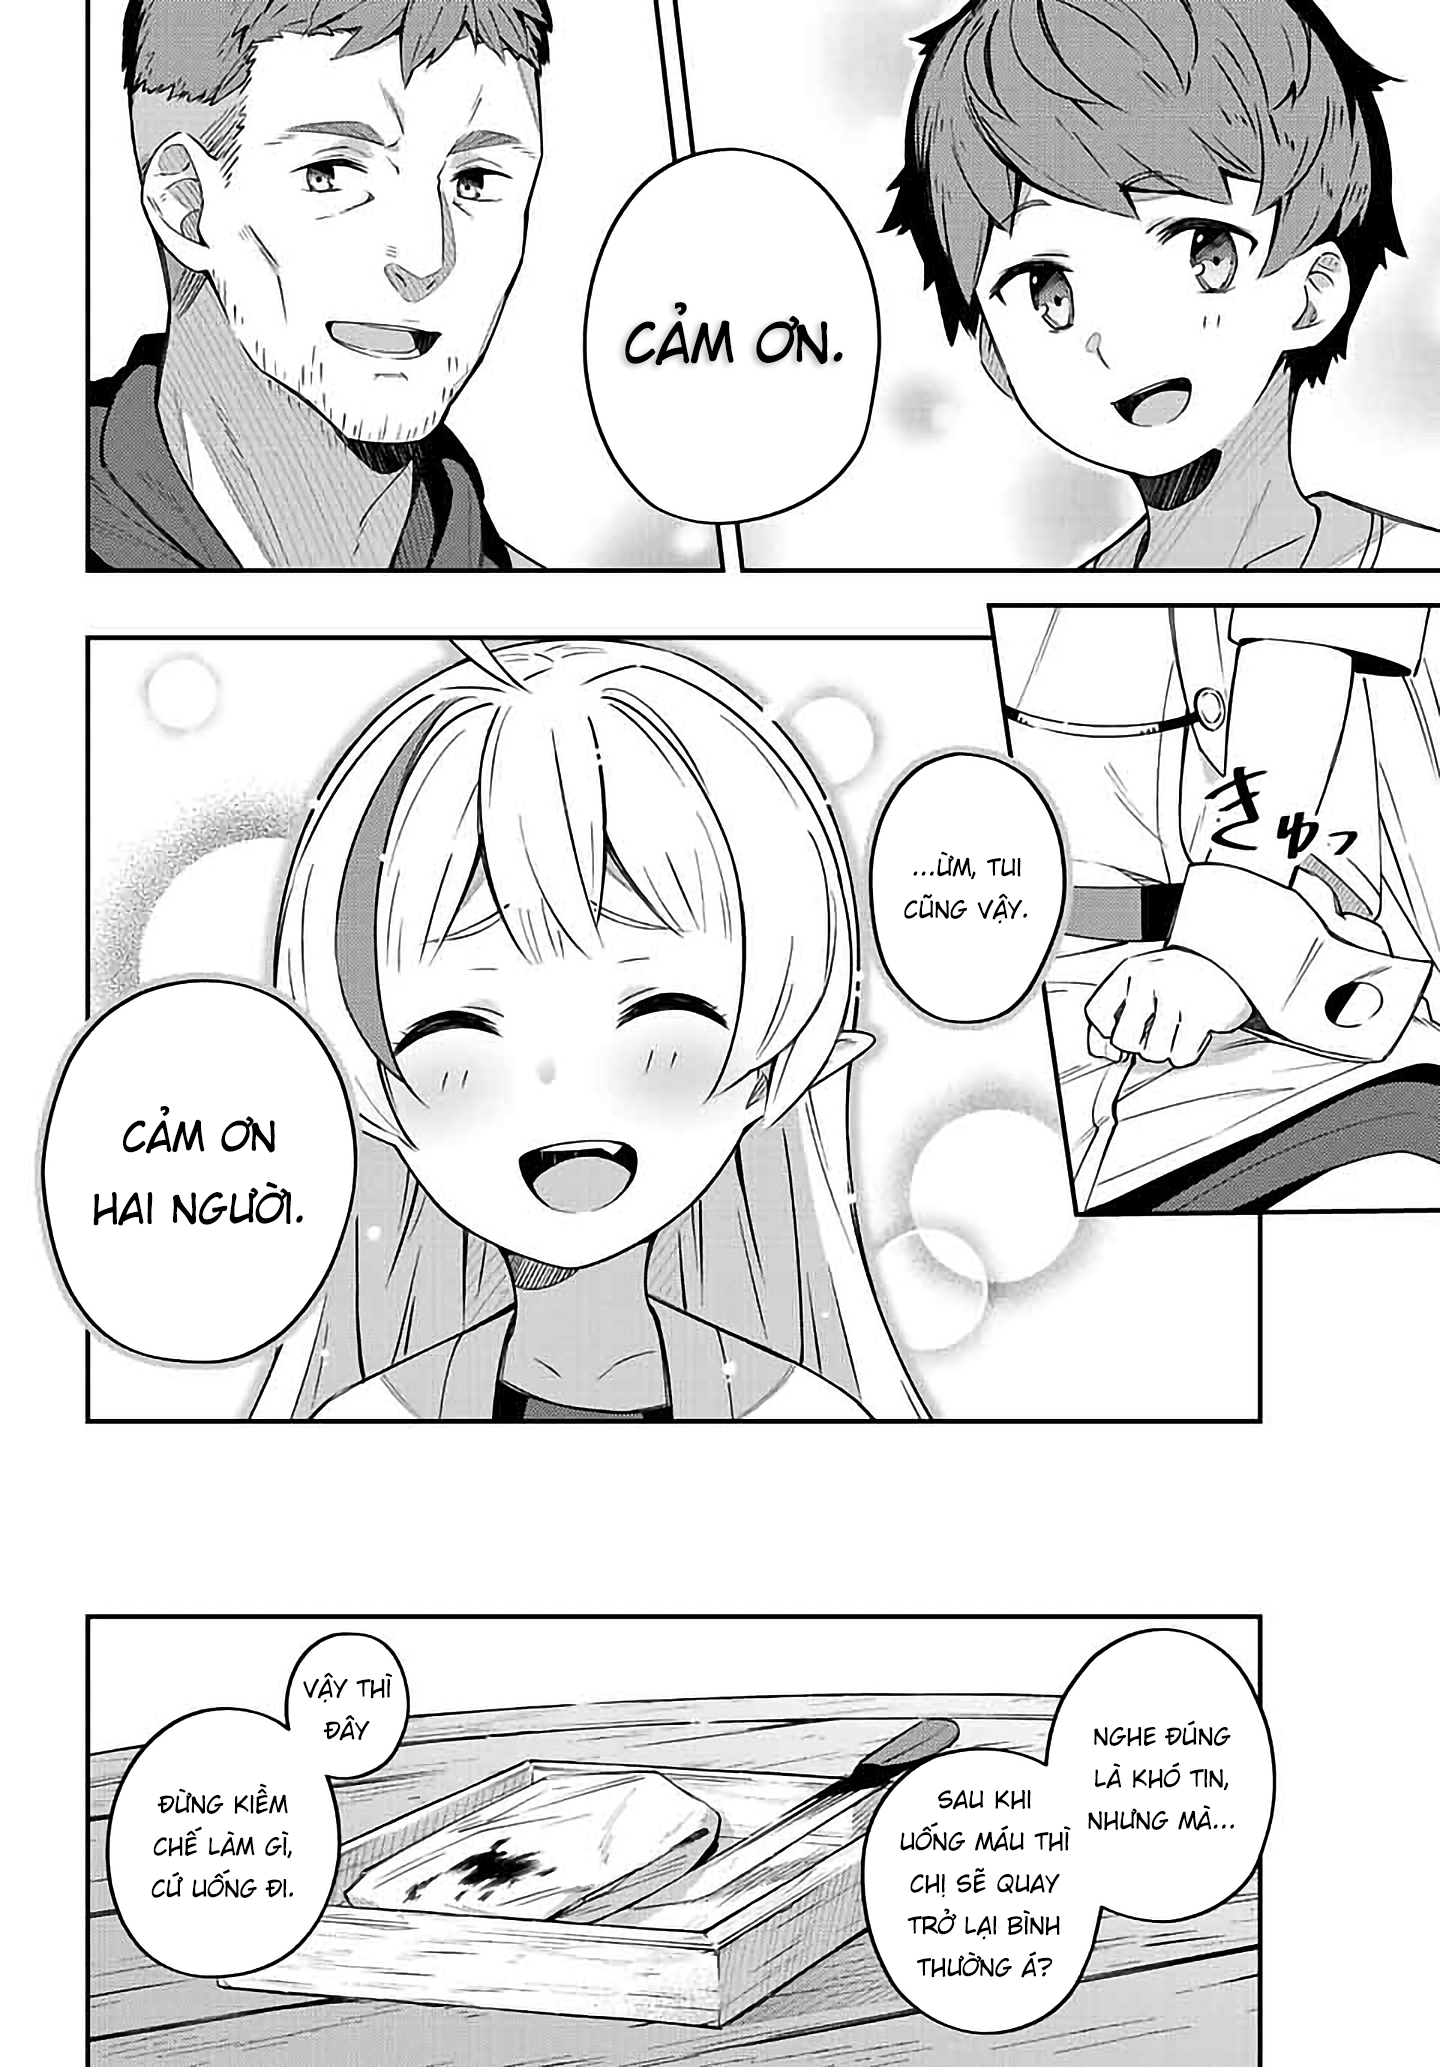 CẢM ƠN.
きゅっ
...ỪM, TUI
CŨNG VẬY.
CẢM ƠN
HAI NGƯỜI.
NGHE ĐÚNG
LÀ KHÓ TIN,
NHƯNG MÀ...
SAU KHI
UỐNG MÁU THÌ
CHỊ SẼ QUAY
TRỞ LẠI BÌNH
THƯỜNG Á?
VẬY THÌ
ĐÂY
ĐỪNG KIỀM
CHẾ LÀM GÌ,
CỨ UỐNG ĐI.